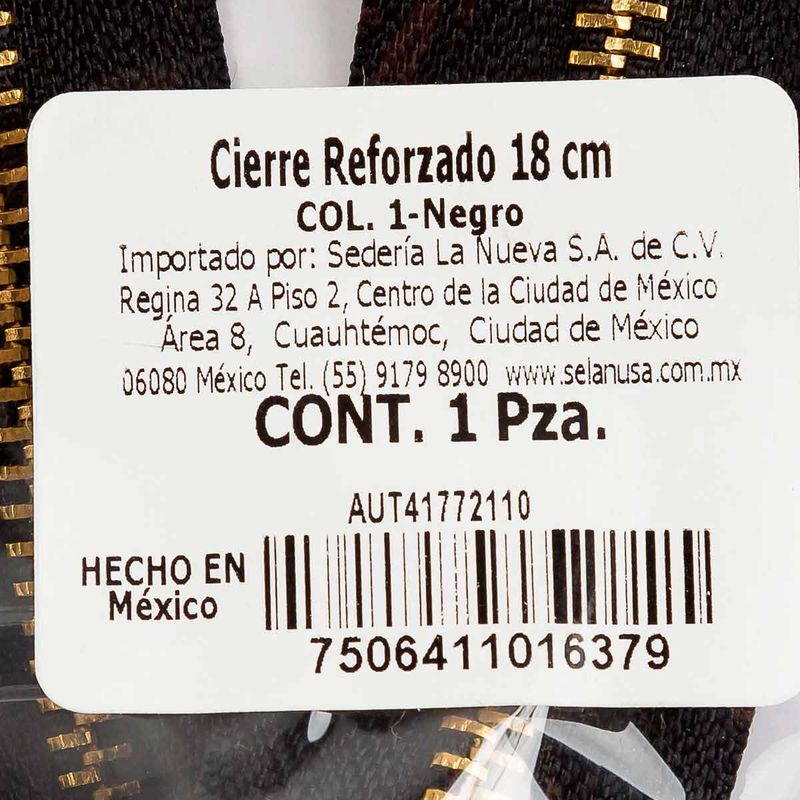 Cierre Reforzado 18 cm
COL. 1-Negro
Importado por: Sedería La Nueva S.A. de C.V.
Regina 32 A Piso 2, Centro de la Ciudad de México
Área 8, Cuauhtémoc, Ciudad de México
06080 México Tel. (55) 9179 8900 www.selanusa.com.mx
CONT. 1 Pza.
AUT41772110
HECHO EN
México
7506411016379